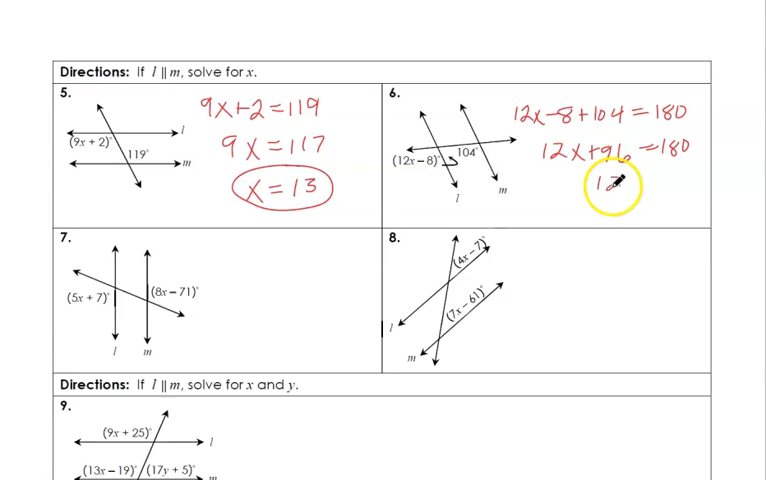 Directions: If l || m, solve for x.
5.
(9x + 2)°
119°
l
m
9x+2=119
9x=117
x=13
6.
(12x – 8)°
104°
l
m
12x-8+104=180
12x+96=180
12
7.
(5x + 7)°
(8x – 71)°
l
m
8.
(4x – 7)°
(7x – 61)°
l
m
Directions: If l || m, solve for x and y.
9.
(9x + 25)°
l
(13x – 19)° (17y + 5)°
m